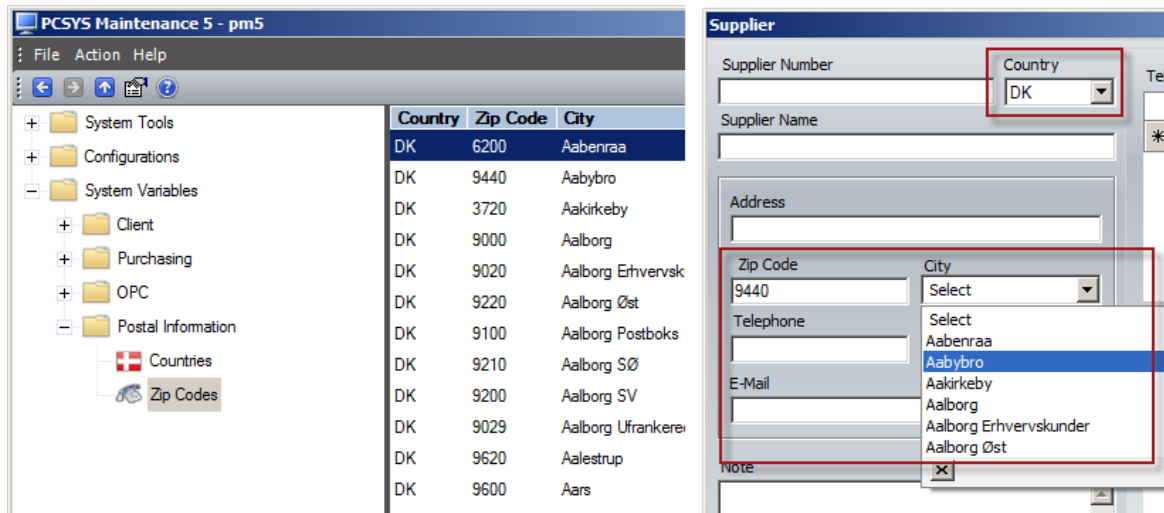 PCSYS Maintenance 5 - pm5
File Action Help
System Tools
Configurations
System Variables
Client
Purchasing
OPC
Postal Information
Countries
Zip Codes
Country Zip Code City
DK 6200 Aabenraa
DK 9440 Aabybro
DK 3720 Aakirkeby
DK 9000 Aalborg
DK 9020 Aalborg Erhvervsk
DK 9220 Aalborg Øst
DK 9100 Aalborg Postboks
DK 9210 Aalborg SØ
DK 9200 Aalborg SV
DK 9029 Aalborg Ufrankere
DK 9620 Aalestrup
DK 9600 Aars
Supplier
Supplier Number Country Tel
DK
Supplier Name
Address
Zip Code City
9440 Select
Telephone Select
Aabenraa
Aabybro
E-Mail Aakirkeby
Aalborg
Aalborg Erhvervskunder
Aalborg Øst
Note